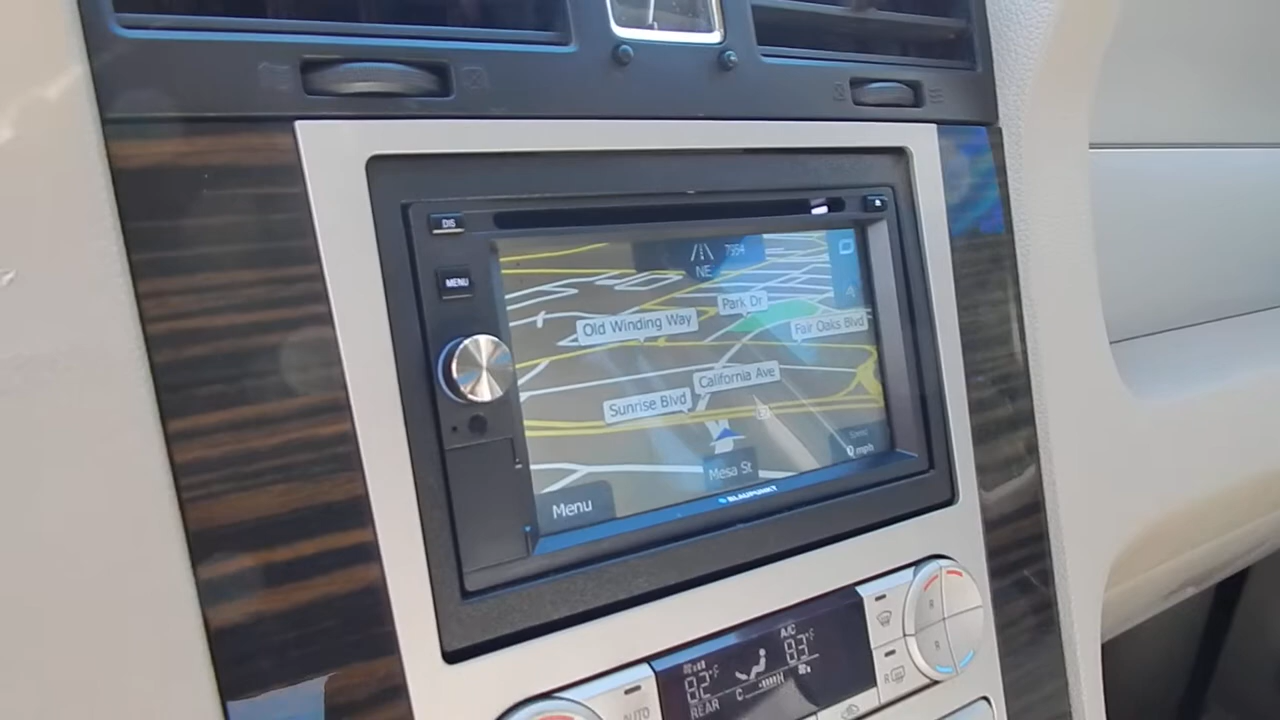 DIS
MENU
7954
NE
Park Dr
Old Winding Way
Fair Oaks Blvd
California Ave
Sunrise Blvd
0 mph
Mesa St
Menu
BLAUPUNKT
A/C
82°F
83°F
C H
REAR
AUTO
R
R
R